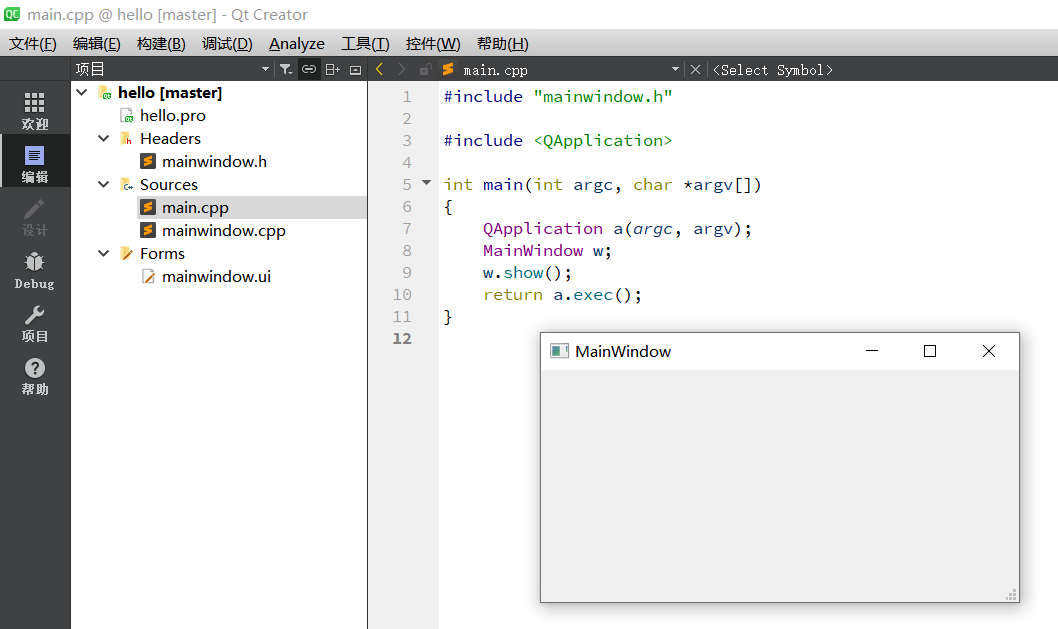 main.cpp @ hello [master] - Qt Creator
文件(F) 编辑(E) 构建(B) 调试(D) Analyze 工具(T) 控件(W) 帮助(H)
项目
main.cpp
<Select Symbol>
欢迎
编辑
设计
Debug
项目
帮助
hello [master]
hello.pro
Headers
mainwindow.h
Sources
main.cpp
mainwindow.cpp
Forms
mainwindow.ui
1 #include "mainwindow.h"
2
3 #include <QApplication>
4
5 int main(int argc, char *argv[])
6 {
7 QApplication a(argc, argv);
8 MainWindow w;
9 w.show();
10 return a.exec();
11 }
12
MainWindow